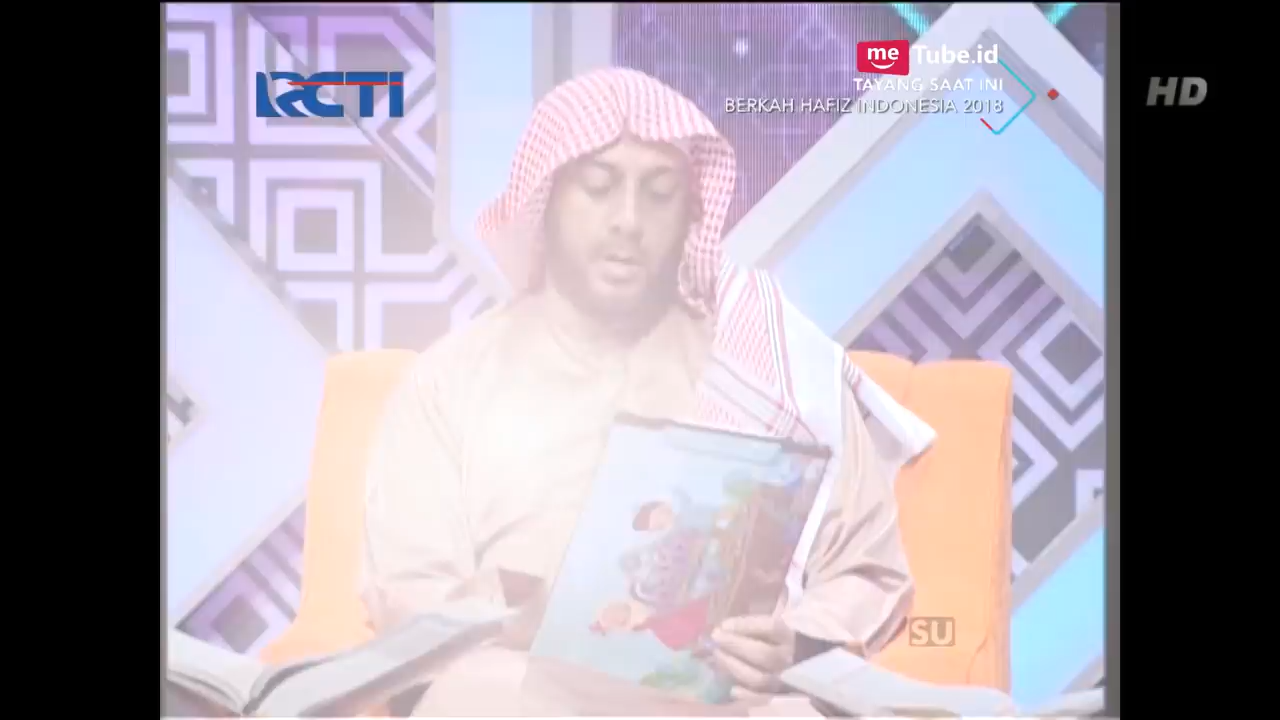 RCTI
me Tube.id
TAYANG SAAT INI
BERKAH HAFIZ INDONESIA 2018
HD
SU